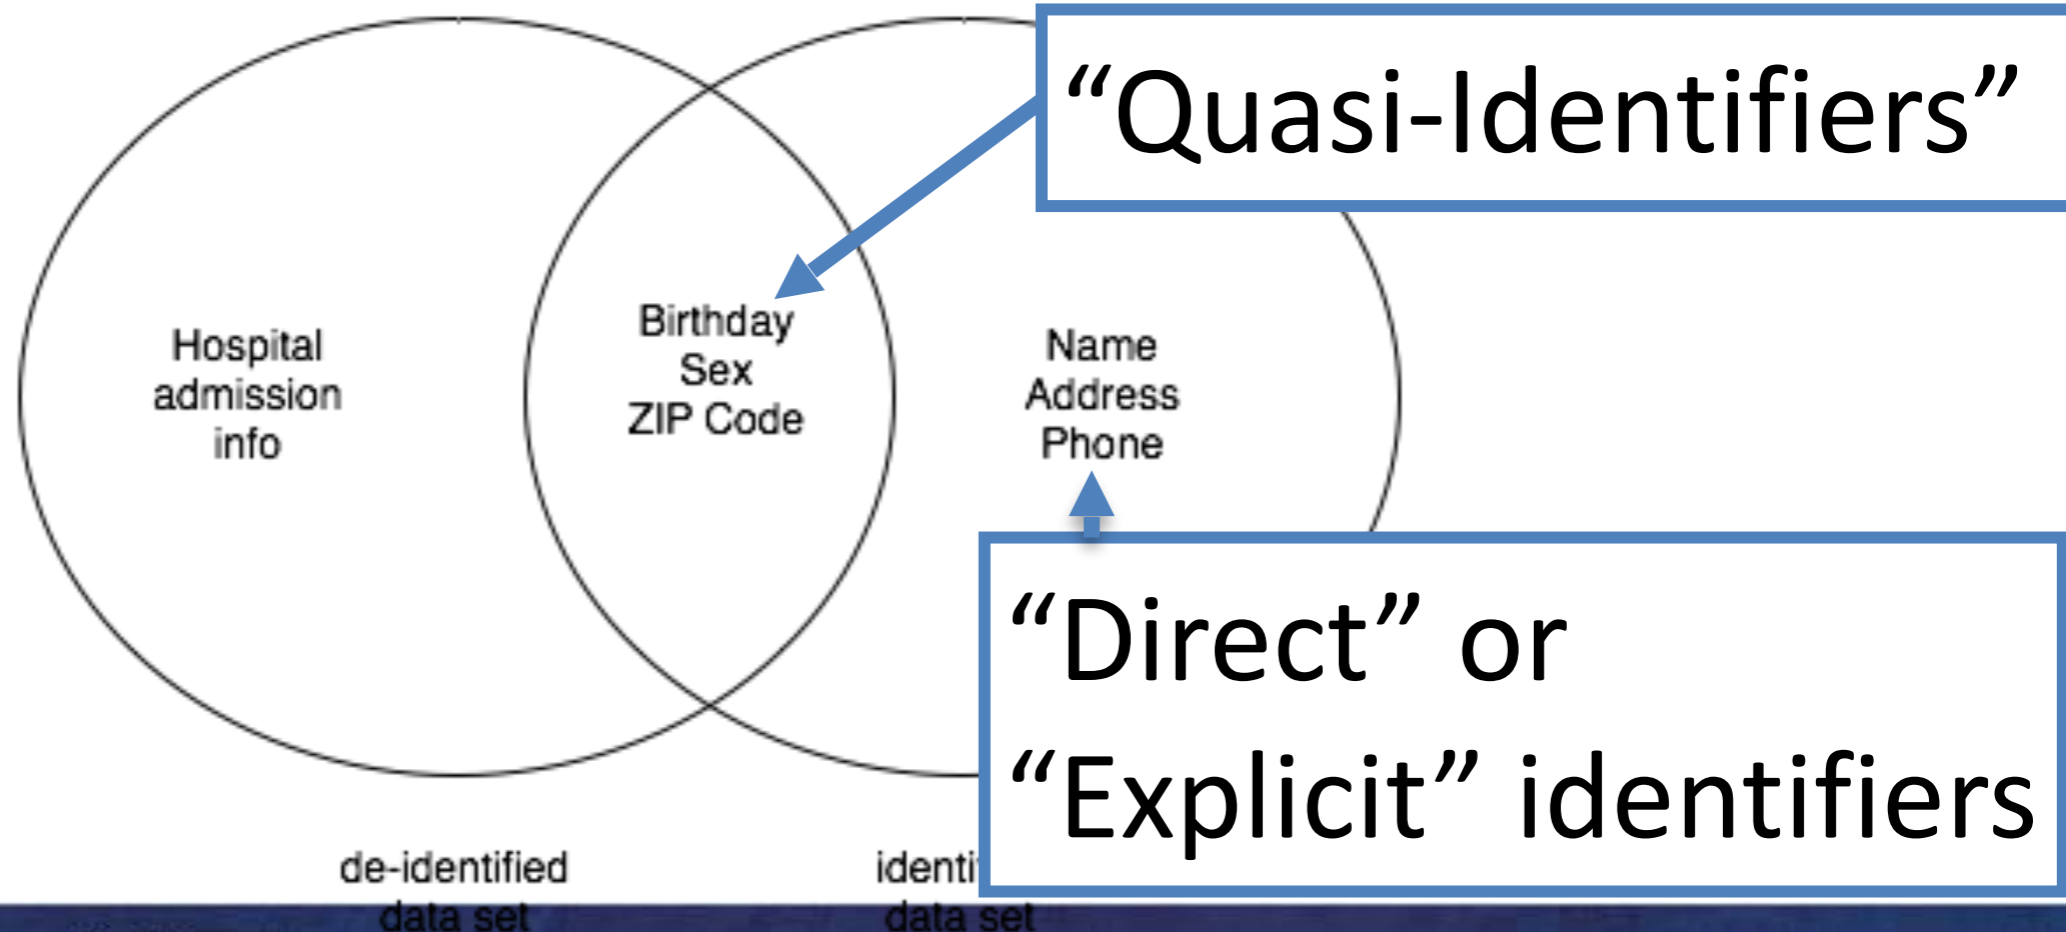 “Quasi-Identifiers”
Birthday
Sex
ZIP Code
Hospital
admission
info
Name
Address
Phone
“Direct” or
“Explicit” identifiers
de-identified
data set
data set